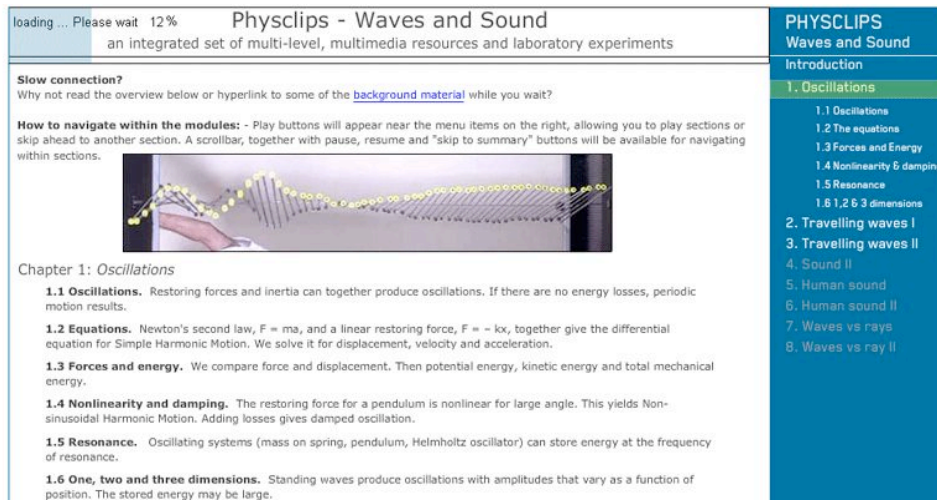 loading ... Please wait 12 %
Physclips - Waves and Sound
an integrated set of multi-level, multimedia resources and laboratory experiments
Slow connection?
Why not read the overview below or hyperlink to some of the background material while you wait?
How to navigate within the modules: - Play buttons will appear near the menu items on the right, allowing you to play sections or
skip ahead to another section. A scrollbar, together with pause, resume and "skip to summary" buttons will be available for navigating
within sections.
Chapter 1: Oscillations
1.1 Oscillations. Restoring forces and inertia can together produce oscillations. If there are no energy losses, periodic
motion results.
1.2 Equations. Newton's second law, F = ma, and a linear restoring force, F = – kx, together give the differential
equation for Simple Harmonic Motion. We solve it for displacement, velocity and acceleration.
1.3 Forces and energy. We compare force and displacement. Then potential energy, kinetic energy and total mechanical
energy.
1.4 Nonlinearity and damping. The restoring force for a pendulum is nonlinear for large angle. This yields Non-
sinusoidal Harmonic Motion. Adding losses gives damped oscillation.
1.5 Resonance. Oscillating systems (mass on spring, pendulum, Helmholtz oscillator) can store energy at the frequency
of resonance.
1.6 One, two and three dimensions. Standing waves produce oscillations with amplitudes that vary as a function of
position. The stored energy may be large.
PHYSCLIPS
Waves and Sound
Introduction
1. Oscillations
1.1 Oscillations
1.2 The equations
1.3 Forces and Energy
1.4 Nonlinearity & damping
1.5 Resonance
1.6 1,2 & 3 dimensions
2. Travelling waves I
3. Travelling waves II
4. Sound II
5. Human sound
6. Human sound II
7. Waves vs rays
8. Waves vs ray II